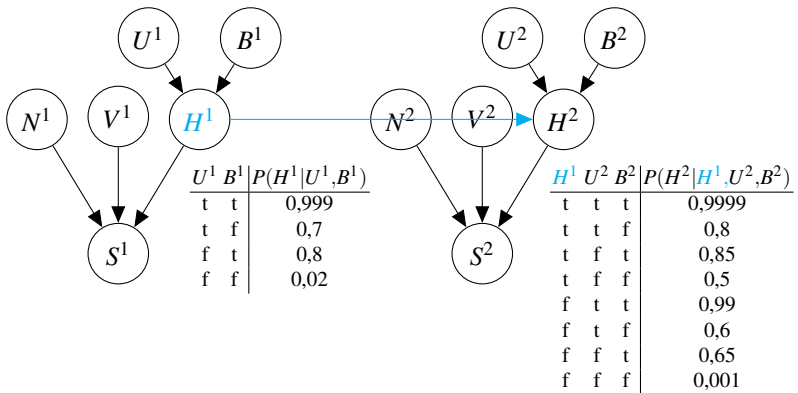 U¹ B¹ U² B²
N¹ V¹ H¹ N² V² H²
U¹ B¹ P(H¹|U¹,B¹) H¹ U² B² P(H²|H¹,U²,B²)
t t 0,999 t t t 0,9999
t f 0,7 t t f 0,8
S¹ f t 0,8 S² t f t 0,85
f f 0,02 t f f 0,5
f t t 0,99
f t f 0,6
f f t 0,65
f f f 0,001